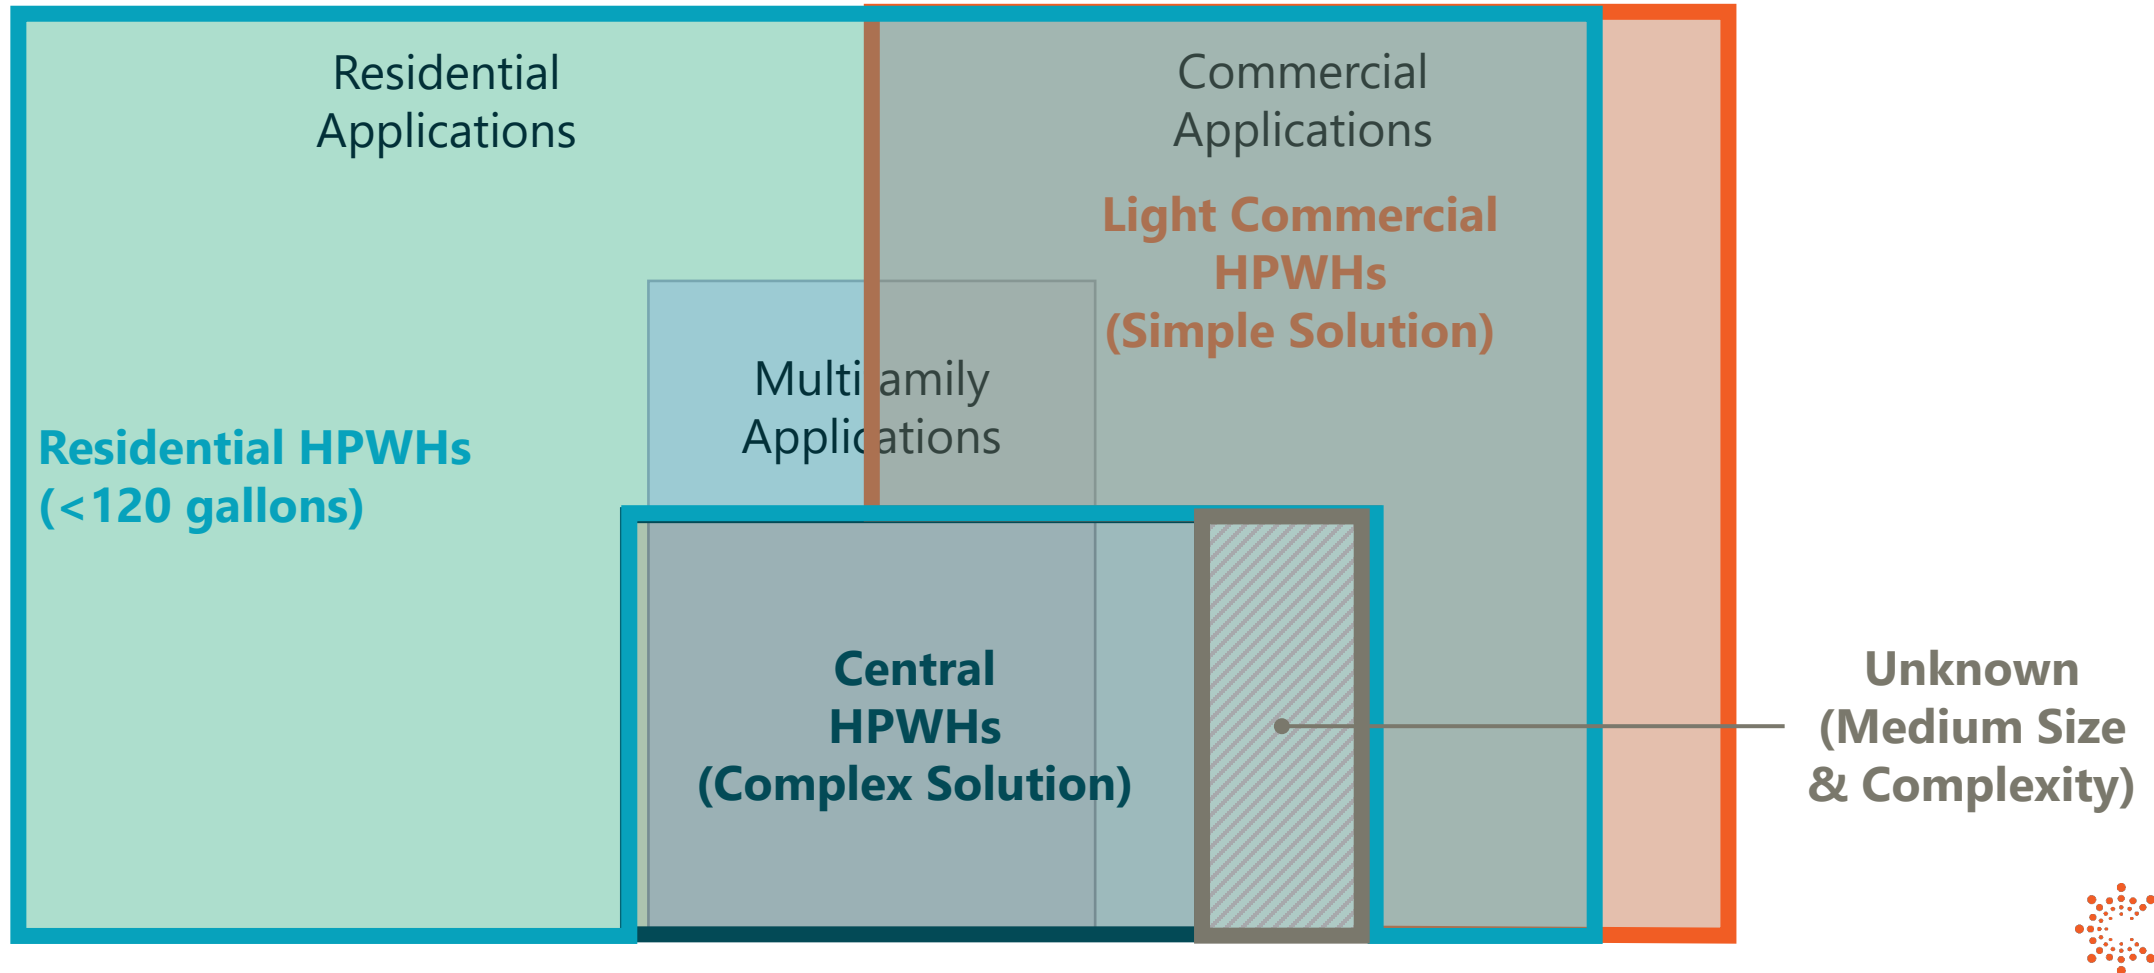 Residential
Applications
Commercial
Applications
Light Commercial
HPWHs
(Simple Solution)
Multifamily
Applications
Residential HPWHs
(<120 gallons)
Central
HPWHs
(Complex Solution)
Unknown
(Medium Size
& Complexity)